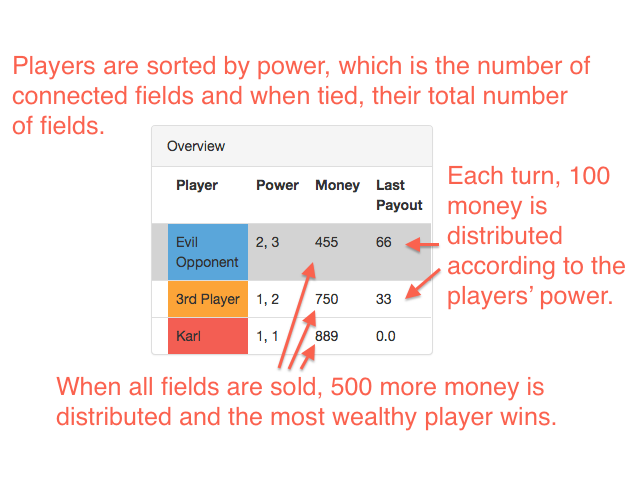 Players are sorted by power, which is the number of
connected fields and when tied, their total number
of fields.
Overview
Player Power Money Last
Payout
Evil 2, 3 455 66
Opponent
3rd Player 1, 2 750 33
Karl 1, 1 889 0.0
Each turn, 100
money is
distributed
according to the
players’ power.
When all fields are sold, 500 more money is
distributed and the most wealthy player wins.